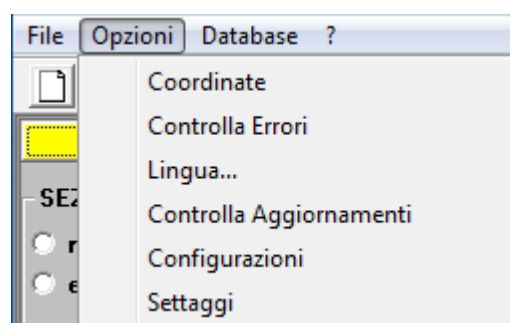 File Opzioni Database ?
Coordinate
Controlla Errori
Lingua...
Controlla Aggiornamenti
Configurazioni
Settaggi